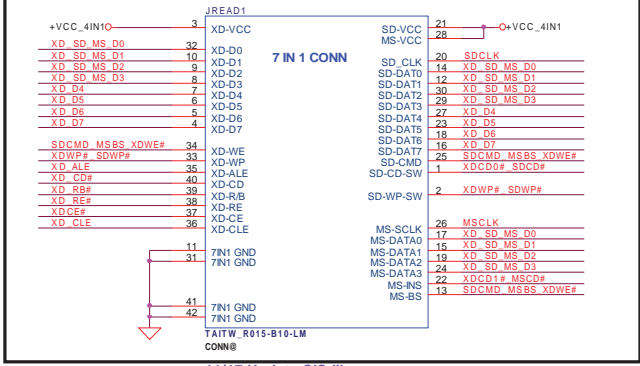 JREAD1
+VCC_4IN1 3 XD-VCC SD-VCC 21 +VCC_4IN1
MS-VCC 28
7 IN 1 CONN
XD_SD_MS_D0 32 XD-D0 SD_CLK 20 SDCLK
XD_SD_MS_D1 10 XD-D1 SD-DAT0 14 XD_SD_MS_D0
XD_SD_MS_D2 9 XD-D2 SD-DAT1 12 XD_SD_MS_D1
XD_SD_MS_D3 8 XD-D3 SD-DAT2 30 XD_SD_MS_D2
XD_D4 7 XD-D4 SD-DAT3 29 XD_SD_MS_D3
XD_D5 6 XD-D5 SD-DAT4 27 XD_D4
XD_D6 5 XD-D6 SD-DAT5 23 XD_D5
XD_D7 4 XD-D7 SD-DAT6 18 XD_D6
SD-DAT7 16 XD_D7
SDCMD_MSBS_XDWE# 34 XD-WE SD-CMD 25 SDCMD_MSBS_XDWE#
XDWP#_SDWP# 33 XD-WP SD-CD-SW 1 XDCD0#_SDCD#
XD_ALE 35 XD-ALE
XD_CD# 40 XD-CD
XD_RB# 39 XD-R/B SD-WP-SW 2 XDWP#_SDWP#
XD_RE# 38 XD-RE
XDCE# 37 XD-CE
XD_CLE 36 XD-CLE MS-SCLK 26 MSCLK
MS-DATA0 17 XD_SD_MS_D0
11 7IN1 GND MS-DATA1 15 XD_SD_MS_D1
31 7IN1 GND MS-DATA2 19 XD_SD_MS_D2
MS-DATA3 24 XD_SD_MS_D3
MS-INS 22 XDCD1#_MSCD#
MS-BS 13 SDCMD_MSBS_XDWE#
41 7IN1 GND
42 7IN1 GND
TAITW_R015-B10-LM
CONN@